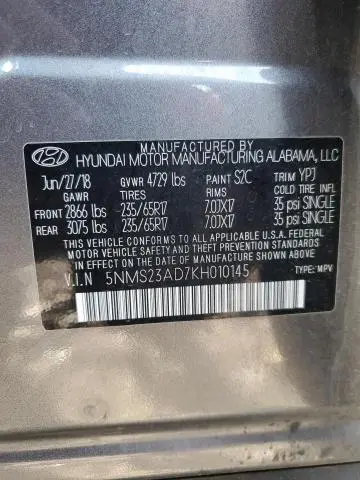 MANUFACTURED BY
HYUNDAI MOTOR MANUFACTURING ALABAMA, LLC
Jun/27/18 GVWR 4729 lbs PAINT S2C TRIM YPJ
GAWR TIRES RIMS COLD TIRE INFL
FRONT 2866 lbs 235/65R17 7.0JX17 35 psi SINGLE
REAR 3075 lbs 235/65R17 7.0JX17 35 psi SINGLE
THIS VEHICLE CONFORMS TO ALL APPLICABLE U.S.A. FEDERAL MOTOR
VEHICLE SAFETY STANDARDS IN EFFECT ON THE DATE OF MANUFACTURE SHOWN ABOVE.
V.I.N 5NMS23AD7KH010145 TYPE: MPV